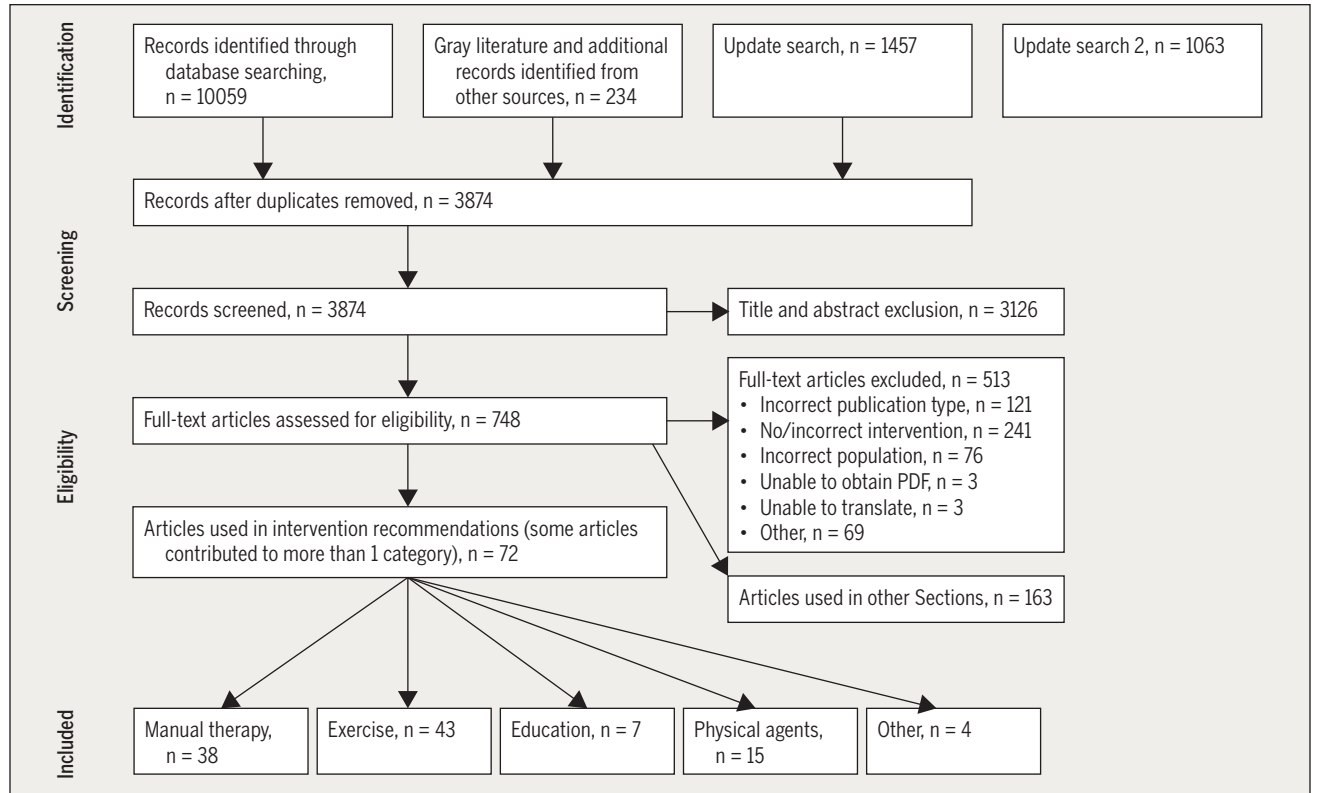 Identification
Records identified through
database searching,
n = 10059
Gray literature and additional
records identified from
other sources, n = 234
Update search, n = 1457
Update search 2, n = 1063
Records after duplicates removed, n = 3874
Screening
Records screened, n = 3874
Title and abstract exclusion, n = 3126
Eligibility
Full-text articles assessed for eligibility, n = 748
Full-text articles excluded, n = 513
• Incorrect publication type, n = 121
• No/incorrect intervention, n = 241
• Incorrect population, n = 76
• Unable to obtain PDF, n = 3
• Unable to translate, n = 3
• Other, n = 69
Articles used in intervention recommendations (some articles
contributed to more than 1 category), n = 72
Articles used in other Sections, n = 163
Included
Manual therapy,
n = 38
Exercise, n = 43
Education, n = 7
Physical agents,
n = 15
Other, n = 4